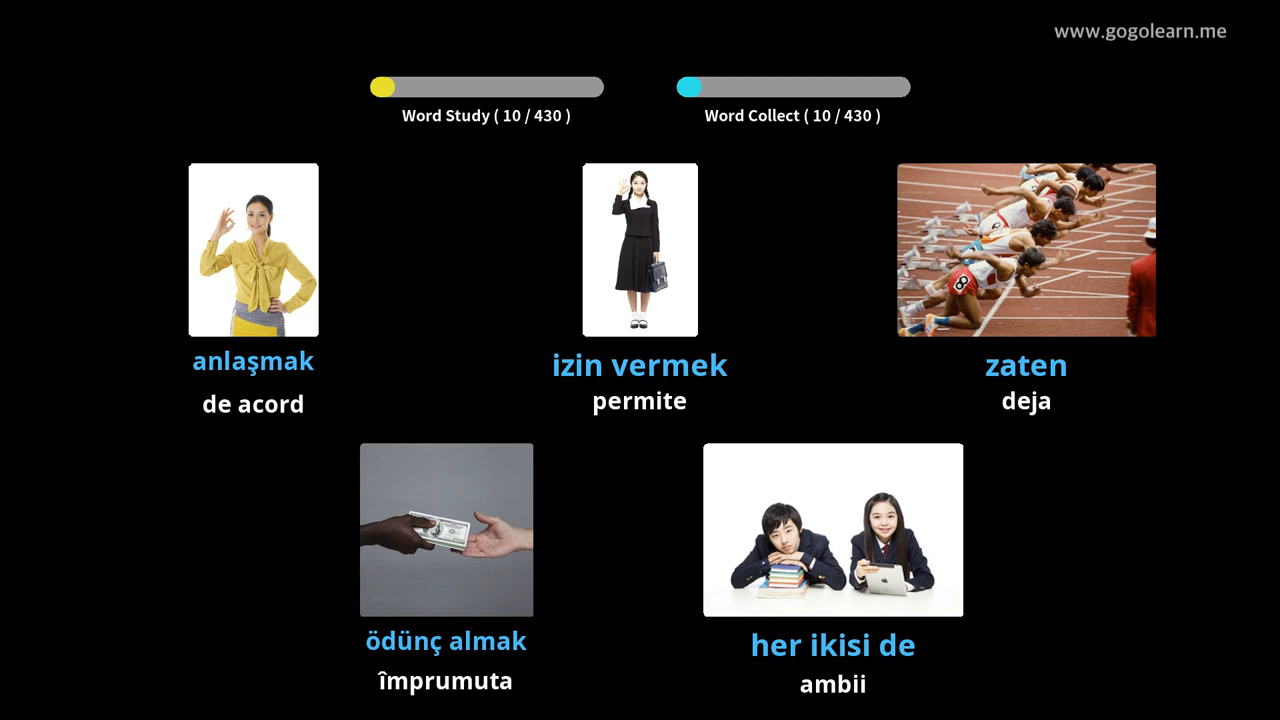 www.gogolearn.me
Word Study ( 10 / 430 )
Word Collect ( 10 / 430 )
anlaşmak
de acord
izin vermek
permite
zaten
deja
8
ödünç almak
împrumuta
her ikisi de
ambii